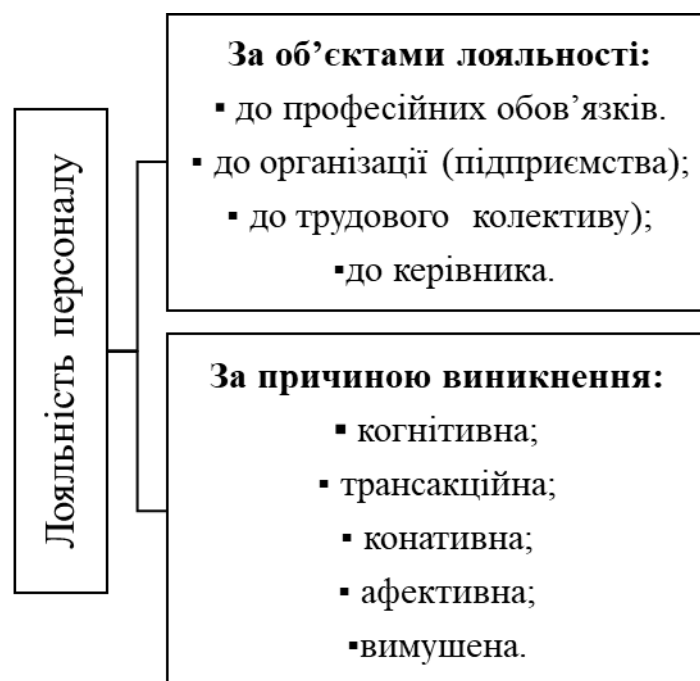 Лояльність персоналу
За об’єктами лояльності:
▪ до професійних обов’язків.
▪ до організації (підприємства);
▪ до трудового колективу);
▪до керівника.
За причиною виникнення:
▪ когнітивна;
▪ трансакційна;
▪ конативна;
▪ афективна;
▪вимушена.